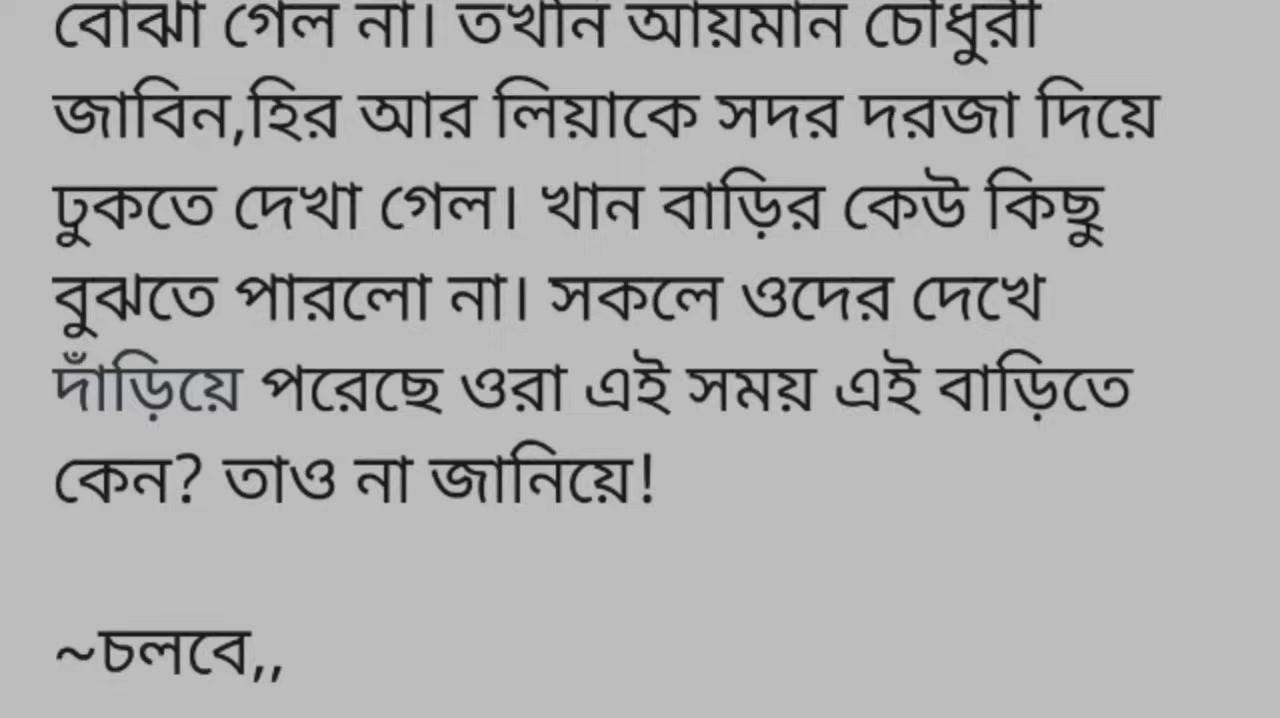 বোঝা গেল না। তখনি আয়মান চৌধুরী
জাবিন,হির আর লিয়াকে সদর দরজা দিয়ে
ঢুকতে দেখা গেল। খান বাড়ির কেউ কিছু
বুঝতে পারলো না। সকলে ওদের দেখে
দাঁড়িয়ে পরেছে ওরা এই সময় এই বাড়িতে
কেন? তাও না জানিয়ে!
~চলবে,,